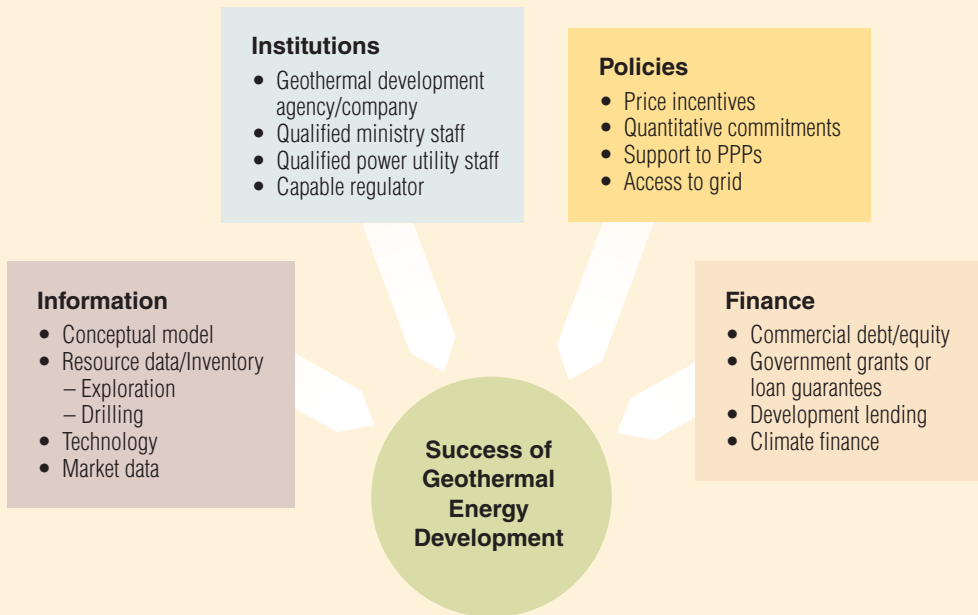 Institutions
• Geothermal development
agency/company
• Qualified ministry staff
• Qualified power utility staff
• Capable regulator
Policies
• Price incentives
• Quantitative commitments
• Support to PPPs
• Access to grid
Information
• Conceptual model
• Resource data/Inventory
– Exploration
– Drilling
• Technology
• Market data
Finance
• Commercial debt/equity
• Government grants or
loan guarantees
• Development lending
• Climate finance
Success of
Geothermal
Energy
Development